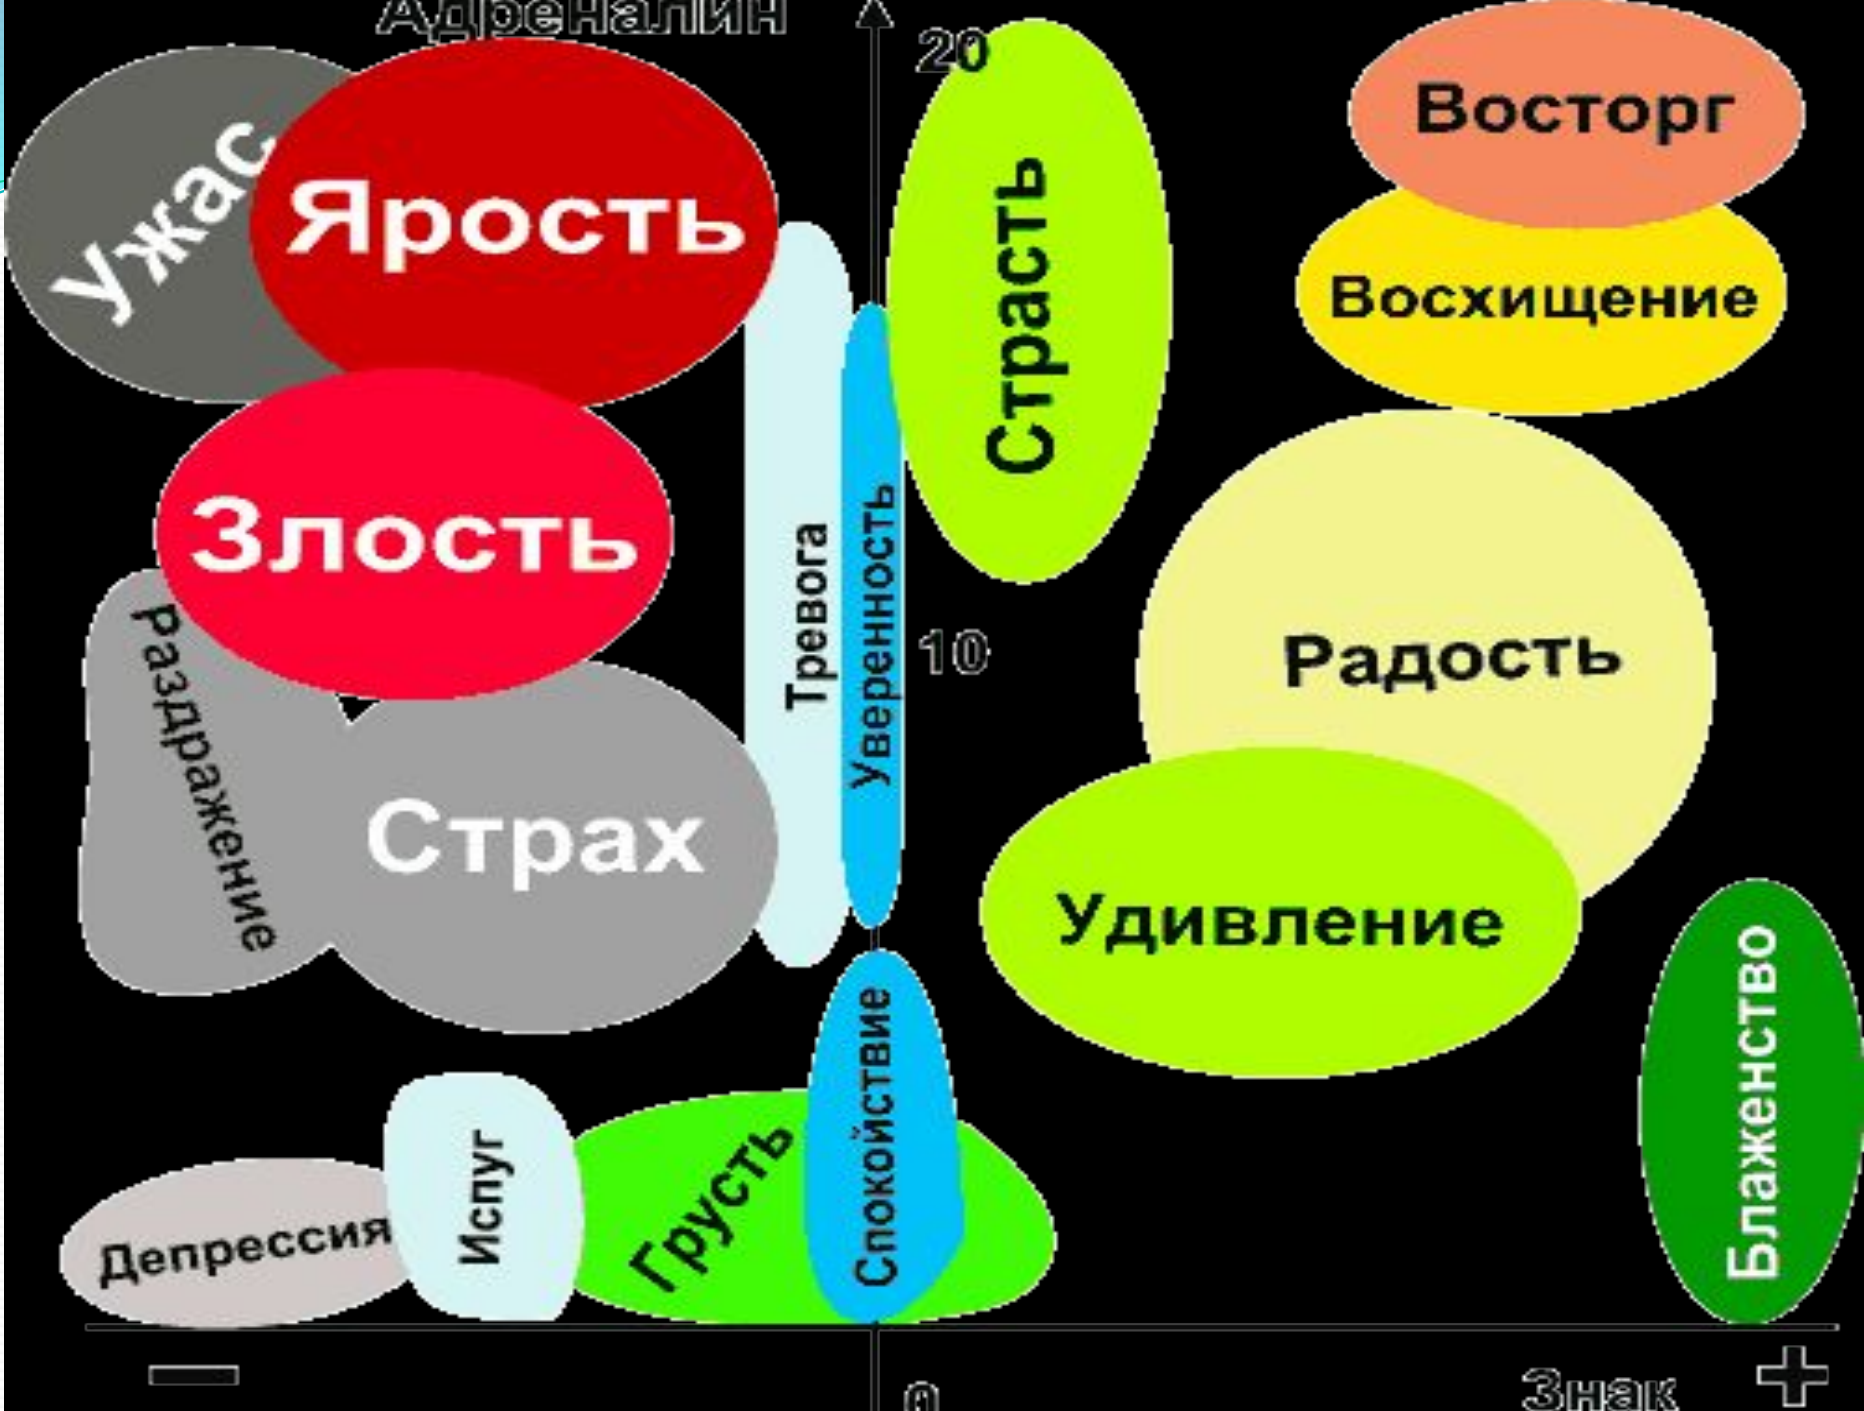 Адреналин
20
Ужас
Ярость
Страсть
Восторг
Восхищение
Злость
Тревога
Уверенность
10
Радость
Раздражение
Страх
Удивление
Блаженство
Спокойствие
Грусть
Испуг
Депрессия
0
Знак
+